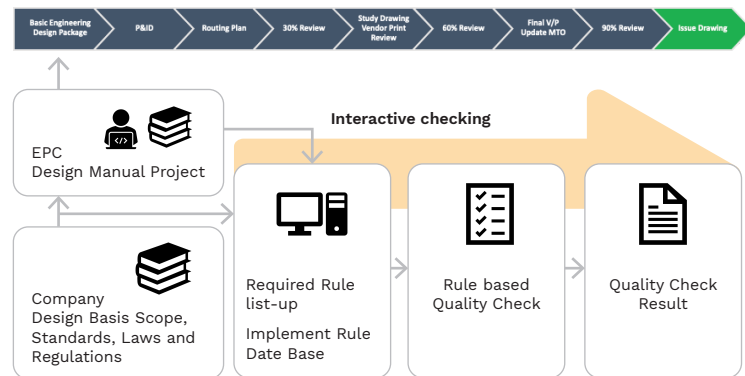 Basic Engineering
Design Package
P&ID
Routing Plan
30% Review
Study Drawing
Vendor Print
Review
60% Review
Final V/P
Update MTO
90% Review
Issue Drawing
Interactive checking
EPC
Design Manual Project
Company
Design Basis Scope,
Standards, Laws and
Regulations
Required Rule
list-up
Implement Rule
Date Base
Rule based
Quality Check
Quality Check
Result